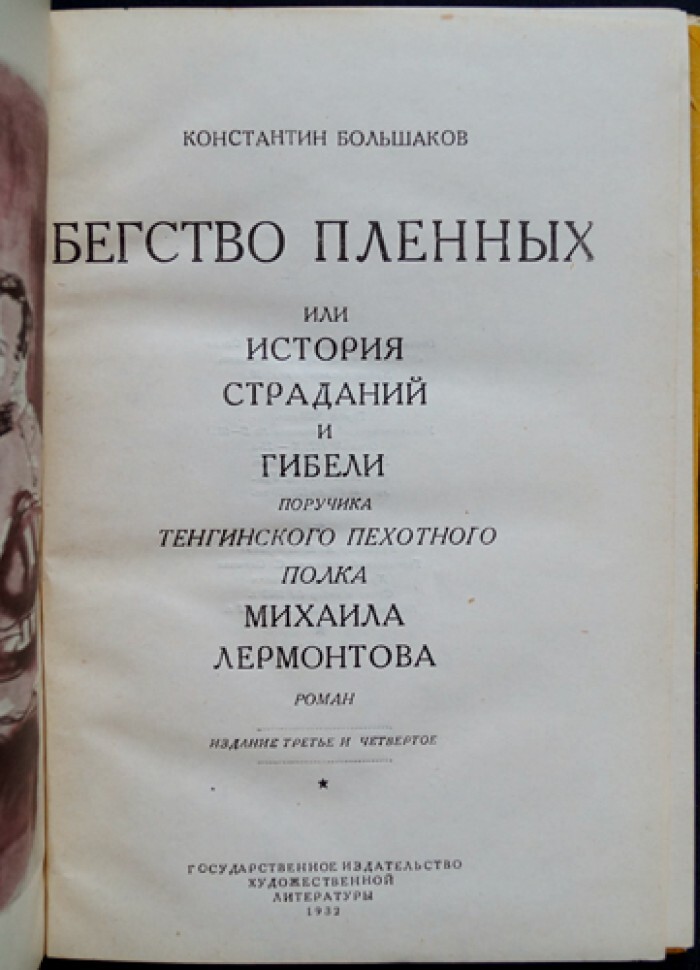 КОНСТАНТИН БОЛЬШАКОВ
БЕГСТВО ПЛЕННЫХ
ИЛИ
ИСТОРИЯ
СТРАДАНИЙ
И
ГИБЕЛИ
ПОРУЧИКА
ТЕНГИНСКОГО ПЕХОТНОГО
ПОЛКА
МИХАИЛА
ЛЕРМОНТОВА
РОМАН
ИЗДАНИЕ ТРЕТЬЕ И ЧЕТВЕРТОЕ
ГОСУДАРСТВЕННОЕ ИЗДАТЕЛЬСТВО
ХУДОЖЕСТВЕННОЙ
ЛИТЕРАТУРЫ
1932